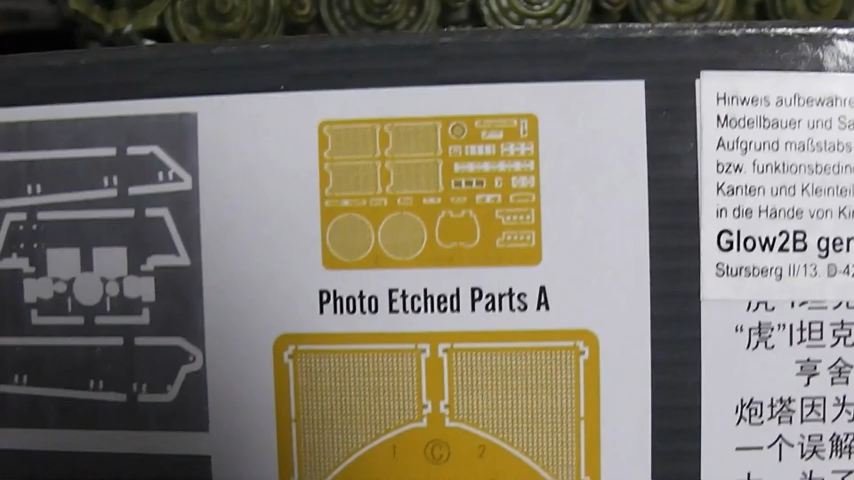 Photo Etched Parts A
1 C 2
Hinweis aufbewahre
Modellbauer und Sa
Aufgrund maßstabs
bzw. funktionsbedin
Kanten und Kleinteil
in die Hände von Ki
Glow2B ger
Stursberg II/13. D-42
“虎”I坦克
亨舍
炮塔因为
一个误解